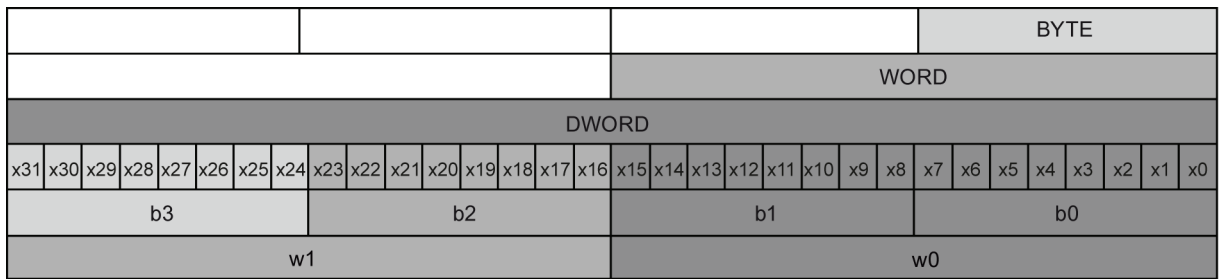 BYTE
WORD
DWORD
x31 x30 x29 x28 x27 x26 x25 x24 x23 x22 x21 x20 x19 x18 x17 x16 x15 x14 x13 x12 x11 x10 x9 x8 x7 x6 x5 x4 x3 x2 x1 x0
b3 b2 b1 b0
w1 w0